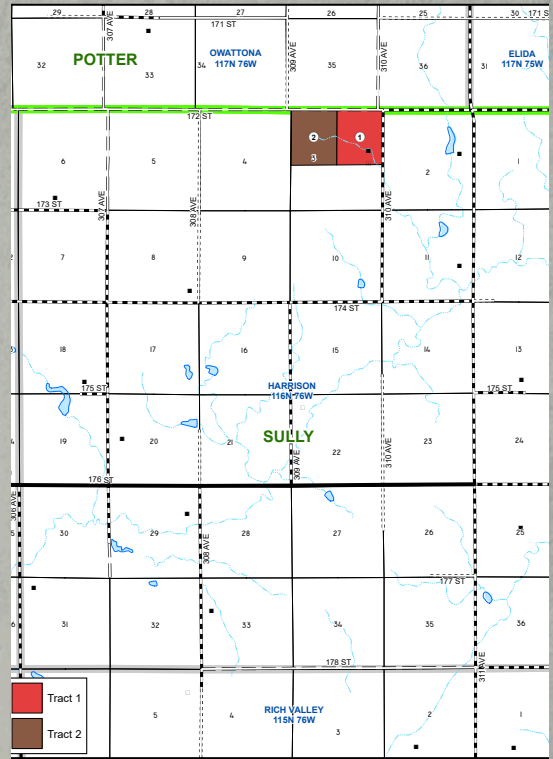 29
28
27
26
25
30
171 S
307 AVE
171 ST
309 AVE
310 AVE
OWATTONA
117N 76W
ELIDA
117N 75W
POTTER
32
33
34
35
36
31
172 ST
2
1
3
6
5
4
2
1
173 ST
307 AVE
308 AVE
310 AVE
7
8
9
10
11
12
174 ST
18
17
16
15
14
13
HARRISON
116N 76W
175 ST
175 ST
SULLY
19
20
21
22
23
24
309 AVE
310 AVE
176 ST
306 AVE
308 AVE
30
29
28
27
26
25
177 ST
31
32
33
34
35
36
178 ST
311 AVE
Tract 1
Tract 2
RICH VALLEY
115N 76W
5
4
3
2
1